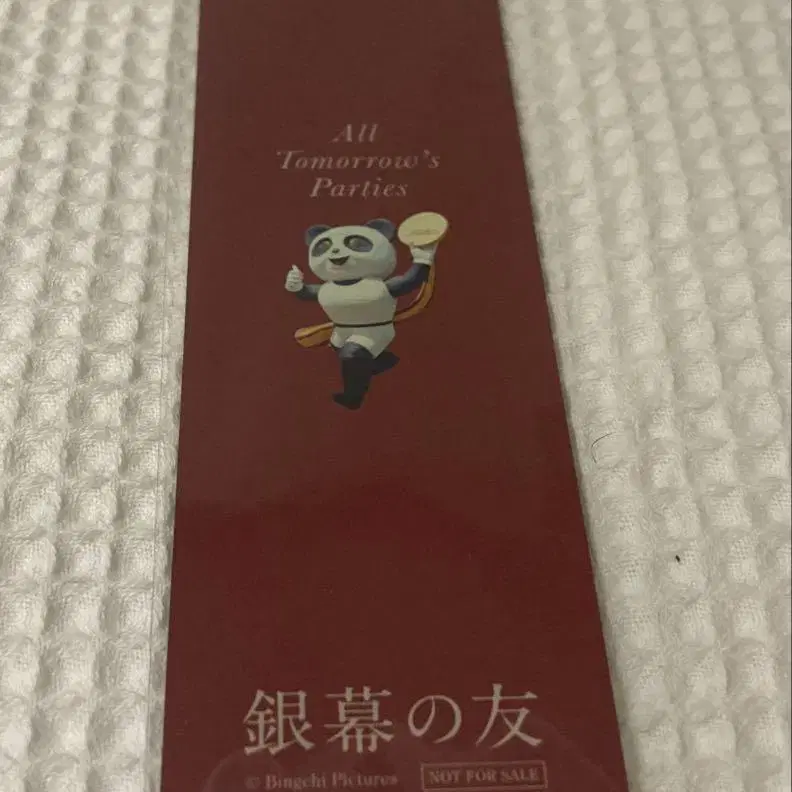 All
Tomorrow's
Parties
銀幕の友
© Bingchi Pictures
NOT FOR SALE